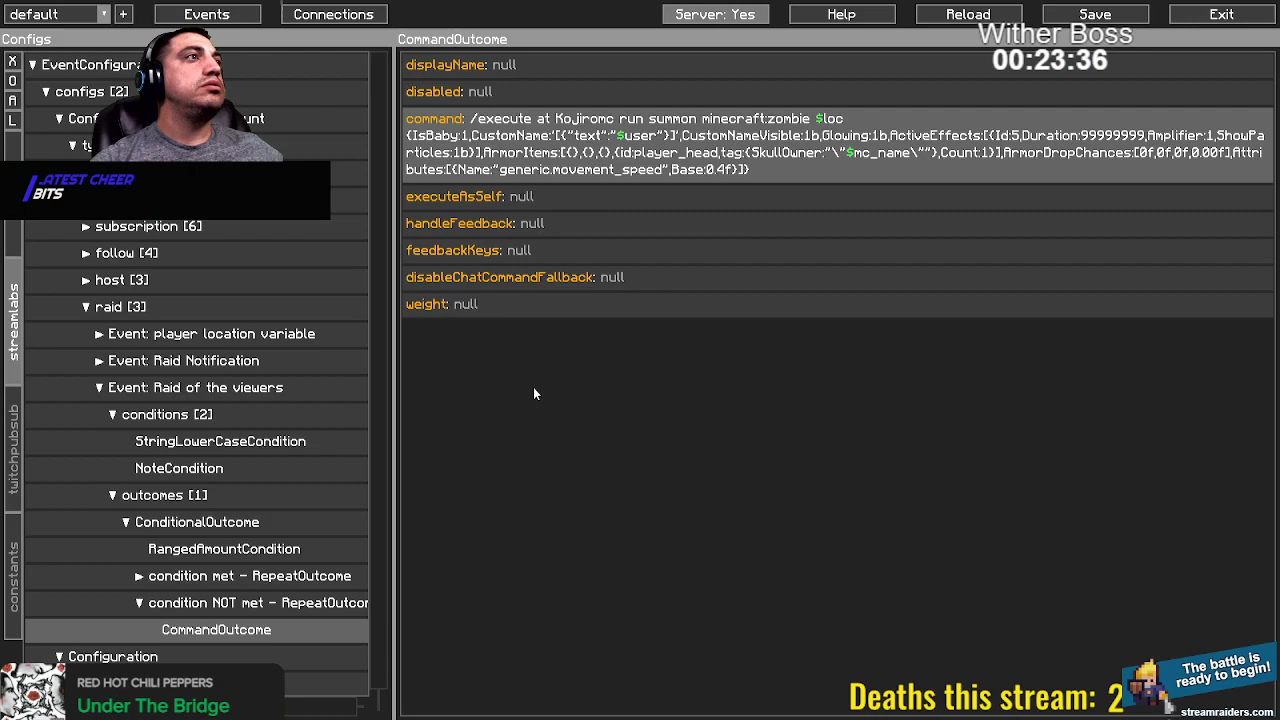 default
+
Events
Connections
Server: Yes
Help
Reload
Save
Exit
Configs
CommandOutcome
Wither Boss
00:23:36
X
O
A
L
streamlabs
twitchpubsub
constants
▼ EventConfigura
▼ configs [2]
▼ Con
unt
▼ ty
LATEST CHEER
BITS
▶ subscription [6]
▶ follow [4]
▶ host [3]
▼ raid [3]
▶ Event: player location variable
▶ Event: Raid Notification
▼ Event: Raid of the viewers
▼ conditions [2]
StringLowerCaseCondition
NoteCondition
▼ outcomes [1]
▼ ConditionalOutcome
RangedAmountCondition
▶ condition met - RepeatOutcome
▼ condition NOT met - RepeatOutcor
CommandOutcome
▼ Configuration
displayName: null
disabled: null
command: /execute at Kojiromc run summon minecraft:zombie $loc
{IsBaby:1,CustomName:'[{"text":"$user"}]',CustomNameVisible:1b,Glowing:1b,ActiveEffects:[{Id:5,Duration:99999999,Amplifier:1,ShowPa
rticles:1b}],ArmorItems:[{},{},{},{id:player_head,tag:{SkullOwner:"\"$mc_name\""},Count:1}],ArmorDropChances:[0f,0f,0f,0.00f],Attri
butes:[{Name:"generic.movement_speed",Base:0.4f}]}
executeAsSelf: null
handleFeedback: null
feedbackKeys: null
disableChatCommandFallback: null
weight: null
RED HOT CHILI PEPPERS
Under The Bridge
Deaths this stream: 2
The battle is
ready to begin!
streamraiders.com